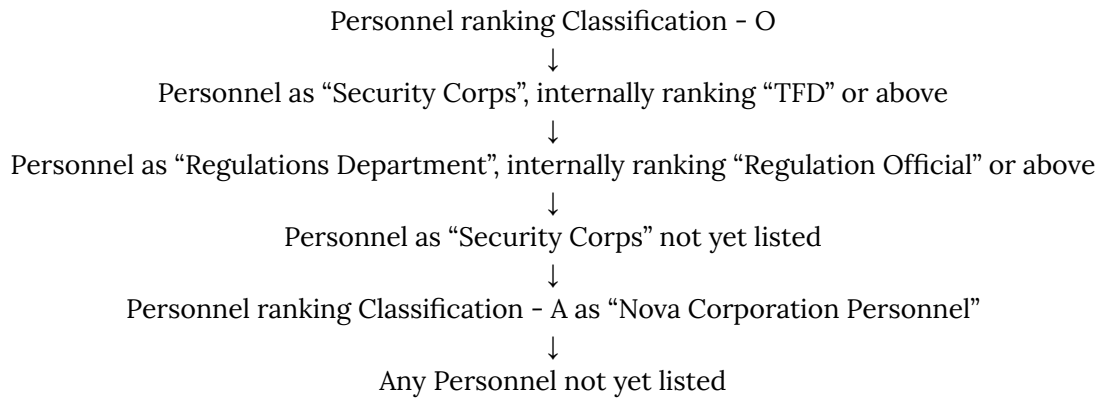 Personnel ranking Classification - O
↓
Personnel as “Security Corps”, internally ranking “TFD” or above
↓
Personnel as “Regulations Department”, internally ranking “Regulation Official” or above
↓
Personnel as “Security Corps” not yet listed
↓
Personnel ranking Classification - A as “Nova Corporation Personnel”
↓
Any Personnel not yet listed